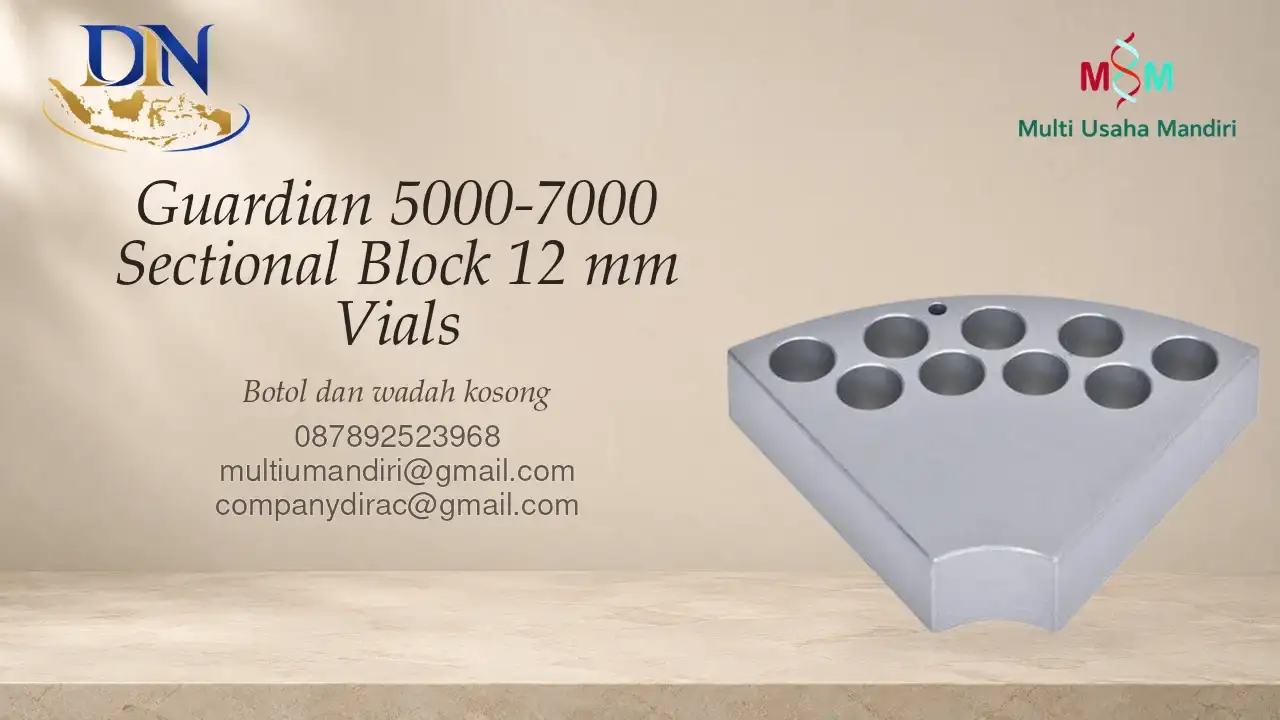 DN
MSM
Multi Usaha Mandiri
Guardian 5000-7000
Sectional Block 12 mm
Vials
Botol dan wadah kosong
087892523968
multiumandiri@gmail.com
companydirac@gmail.com